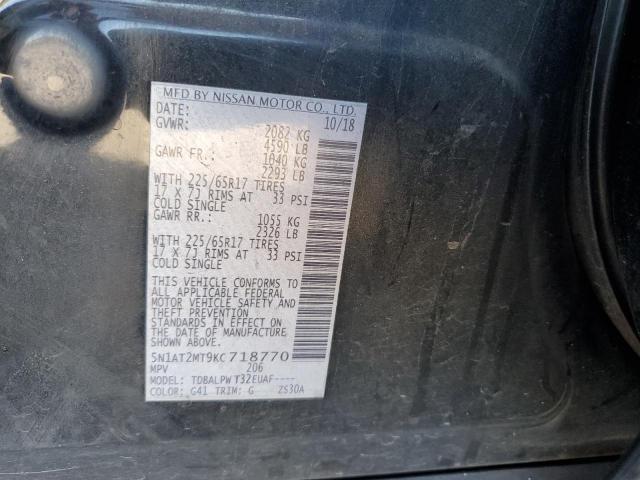 MFD BY NISSAN MOTOR CO., LTD.
DATE: 10/18
GVWR: 2082 KG
4590 LB
GAWR FR.: 1040 KG
2293 LB
WITH 225/65R17 TIRES
17 X 7J RIMS AT 33 PSI
COLD SINGLE
GAWR RR.: 1055 KG
2326 LB
WITH 225/65R17 TIRES
17 X 7J RIMS AT 33 PSI
COLD SINGLE
THIS VEHICLE CONFORMS TO
ALL APPLICABLE FEDERAL
MOTOR VEHICLE SAFETY AND
THEFT PREVENTION
STANDARDS IN EFFECT ON
THE DATE OF MANUFACTURE
SHOWN ABOVE.
5N1AT2MT9KC718770
MPV 206
MODEL: TDBALPWT32EUAF----
COLOR: G41 TRIM: G ZS30A